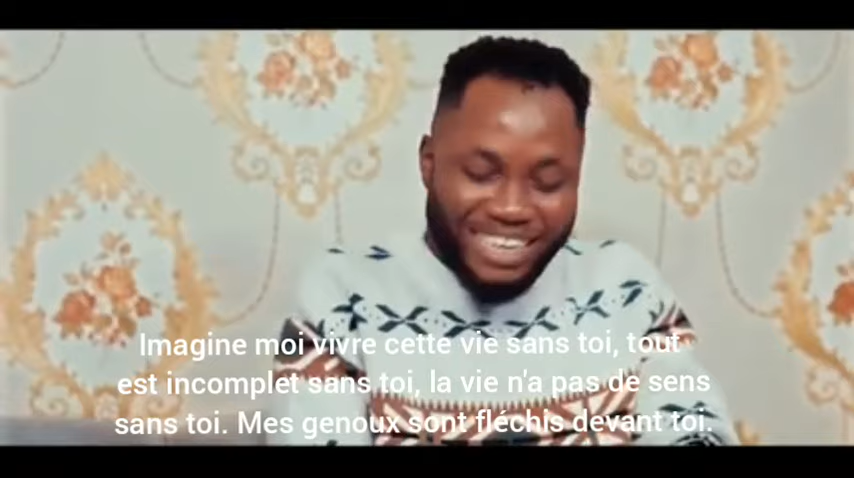 Imagine moi vivre cette vie sans toi, tout
est incomplet sans toi, la vie n'a pas de sens
sans toi. Mes genoux sont fléchis devant toi.